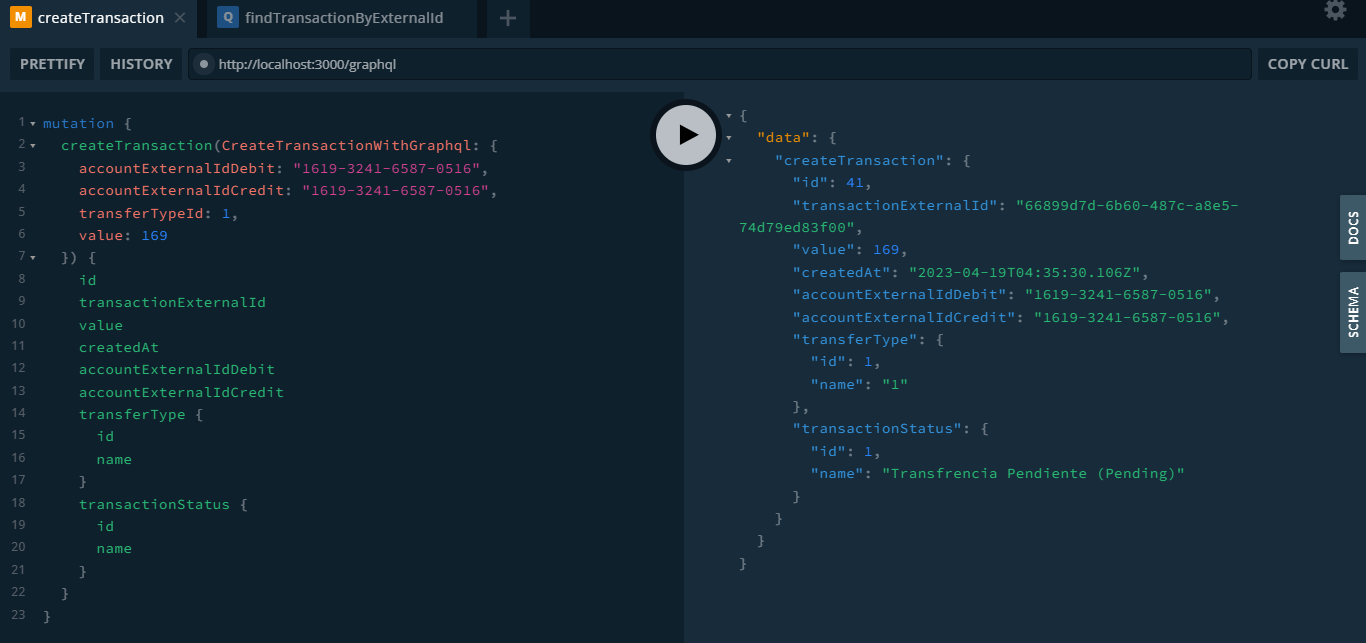 M createTransaction ×
Q findTransactionByExternalId
+
PRETTIFY
HISTORY
http://localhost:3000/graphql
COPY CURL
1 mutation {
2 createTransaction(CreateTransactionWithGraphql: {
3 accountExternalIdDebit: "1619-3241-6587-0516",
4 accountExternalIdCredit: "1619-3241-6587-0516",
5 transferTypeId: 1,
6 value: 169
7 }) {
8 id
9 transactionExternalId
10 value
11 createdAt
12 accountExternalIdDebit
13 accountExternalIdCredit
14 transferType {
15 id
16 name
17 }
18 transactionStatus {
19 id
20 name
21 }
22 }
23 }
{
"data": {
"createTransaction": {
"id": 41,
"transactionExternalId": "66899d7d-6b60-487c-a8e5-
74d79ed83f00",
"value": 169,
"createdAt": "2023-04-19T04:35:30.106Z",
"accountExternalIdDebit": "1619-3241-6587-0516",
"accountExternalIdCredit": "1619-3241-6587-0516",
"transferType": {
"id": 1,
"name": "1"
},
"transactionStatus": {
"id": 1,
"name": "Transfrencia Pendiente (Pending)"
}
}
}
}
DOCS
SCHEMA